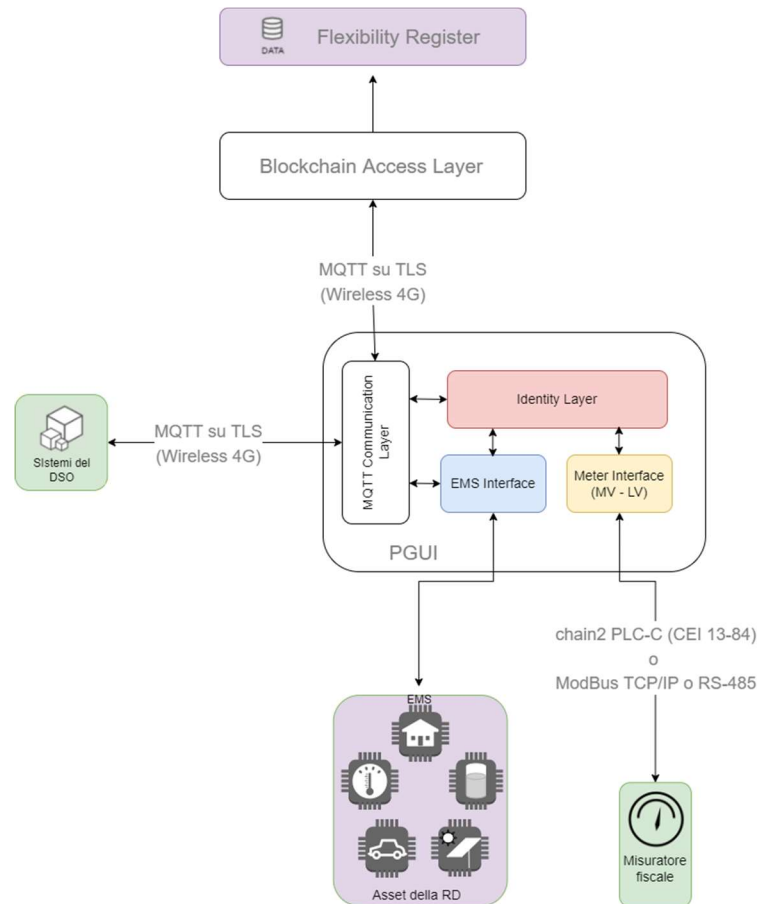 DATA
Flexibility Register
Blockchain Access Layer
MQTT su TLS
(Wireless 4G)
MQTT Communication
Layer
Identity Layer
SIstemi del
DSO
MQTT su TLS
(Wireless 4G)
EMS Interface
Meter Interface
(MV - LV)
PGUI
chain2 PLC-C (CEI 13-84)
o
ModBus TCP/IP o RS-485
EMS
Asset della RD
Misuratore
fiscale